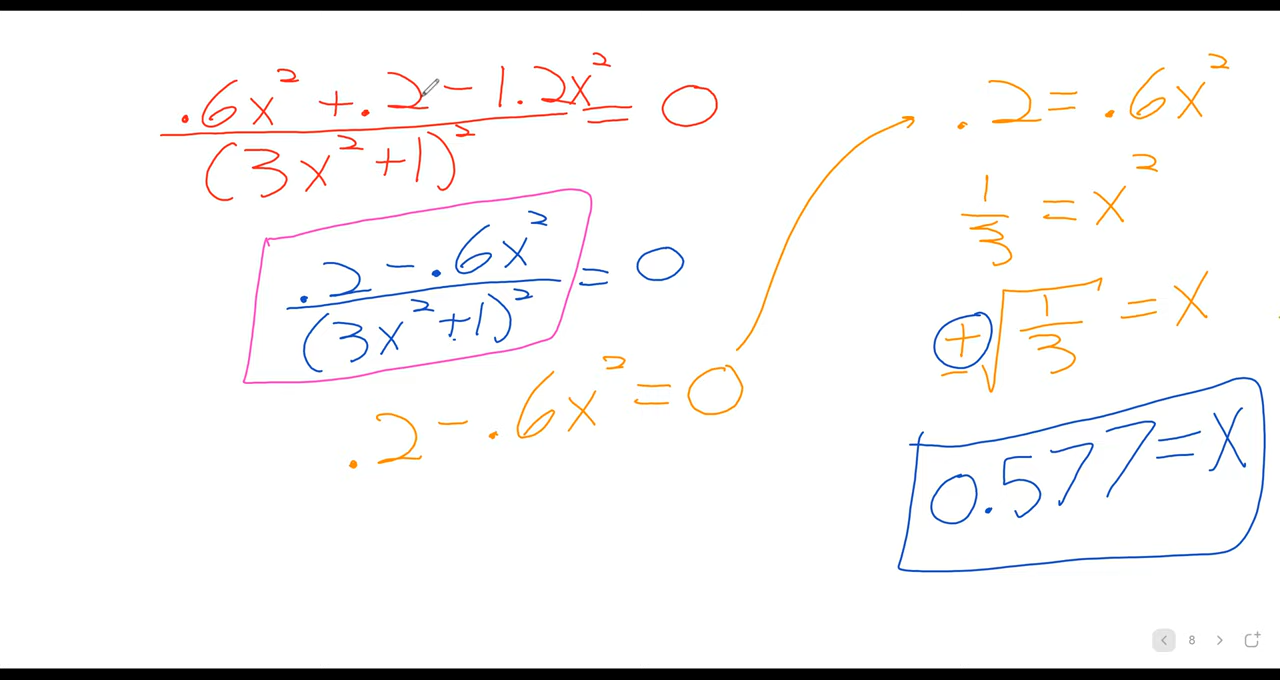 .6x² + .2 - 1.2x² = 0
(3x² + 1)²
.2 - .6x² = 0
(3x² + 1)²
.2 - .6x² = 0
.2 = .6x²
1/3 = x²
±√1/3 = x
0.577 = x
8